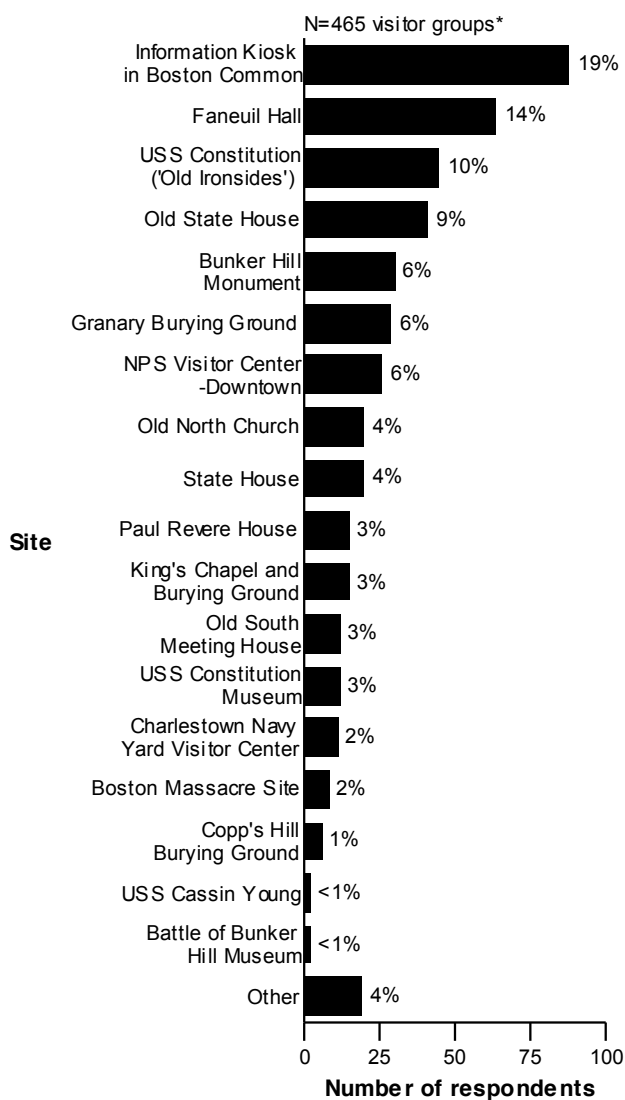 N=465 visitor groups*
Information Kiosk
in Boston Common
19%
Faneuil Hall
14%
USS Constitution
('Old Ironsides')
10%
Old State House
9%
Bunker Hill
Monument
6%
Granary Burying Ground
6%
NPS Visitor Center
-Downtown
6%
Old North Church
4%
State House
4%
Site
Paul Revere House
3%
King's Chapel and
Burying Ground
3%
Old South
Meeting House
3%
USS Constitution
Museum
3%
Charlestown Navy
Yard Visitor Center
2%
Boston Massacre Site
2%
Copp's Hill
Burying Ground
1%
USS Cassin Young
<1%
Battle of Bunker
Hill Museum
<1%
Other
4%
0 25 50 75 100
Number of respondents